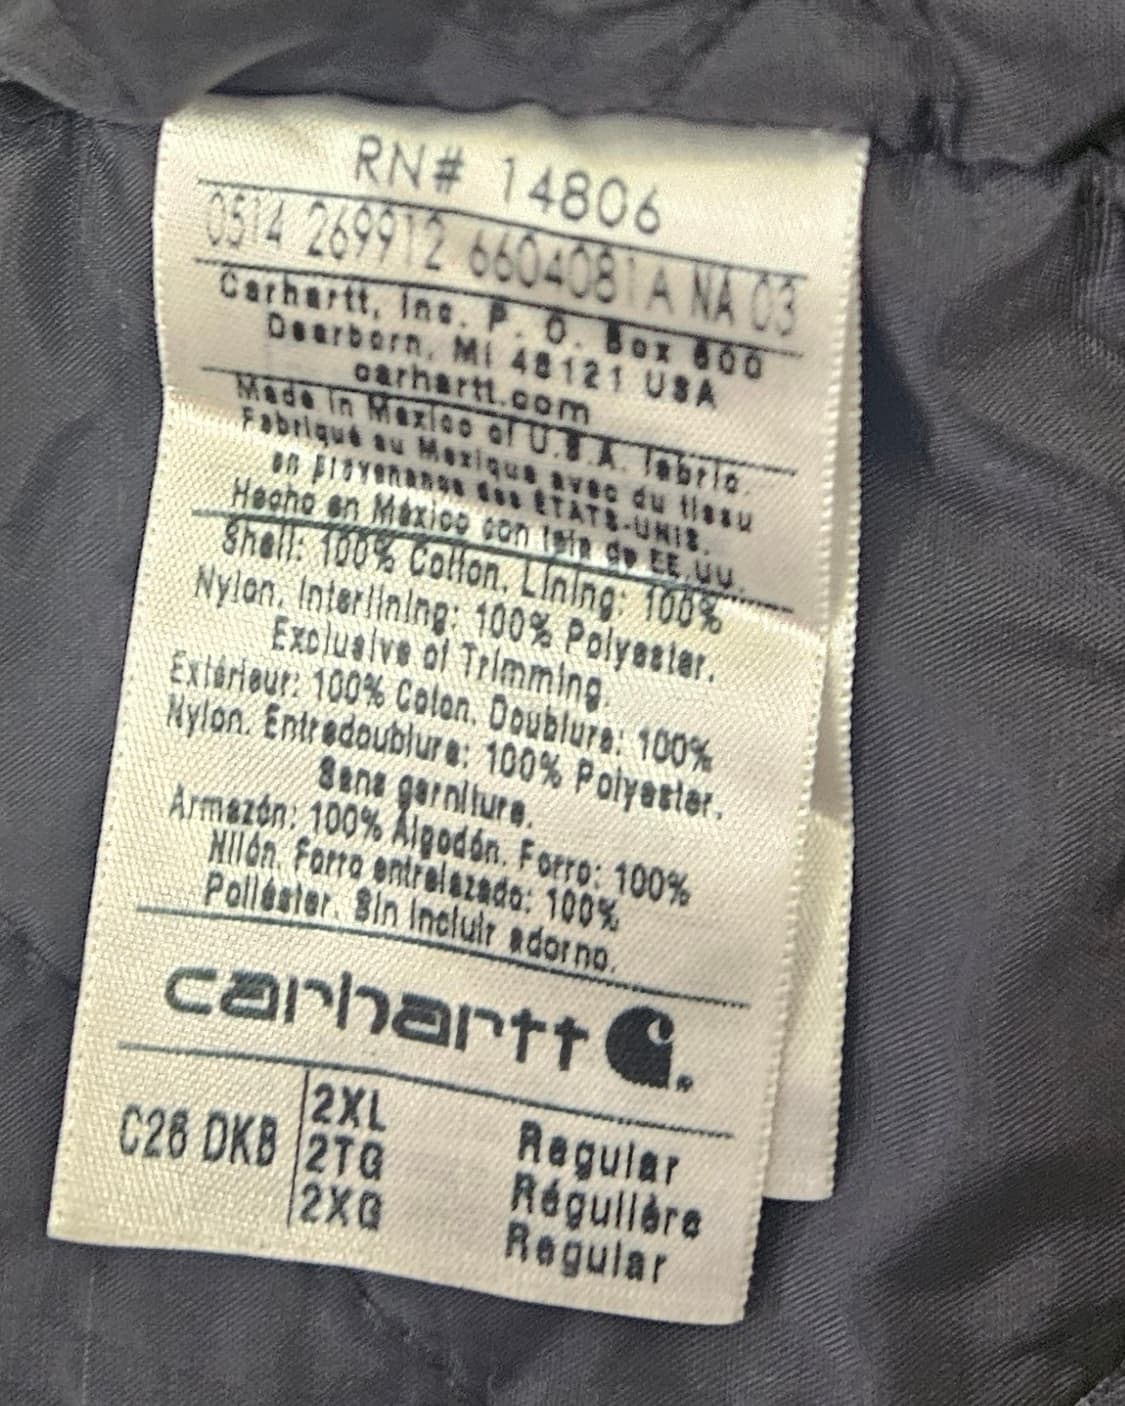 RN# 14806
0514 269912 6604081A NA 03
Carhartt, Inc. P. O. Box 600
Dearborn, MI 48121 USA
carhartt.com
Made in Mexico of U.S.A. fabric.
Fabriqué au Mexique avec du tissu
en provenance des ÉTATS-UNIS.
Hecho en México con tela de EE.UU.
Shell: 100% Cotton. Lining: 100%
Nylon. Interlining: 100% Polyester.
Exclusive of Trimming.
Extérieur: 100% Coton. Doublure: 100%
Nylon. Entredoublure: 100% Polyester.
Sans garniture.
Armazón: 100% Algodón. Forro: 100%
Nilón. Forro entrelazado: 100%
Poliéster. Sin incluir adorno.
carhartt
C26 DKB
2XL Regular
2TG Régulière
2XG Regular